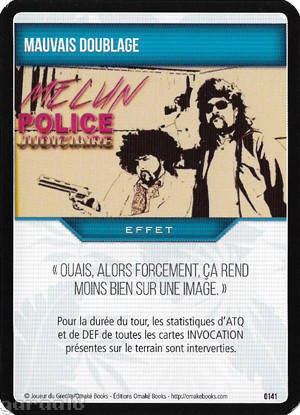 MAUVAIS DOUBLAGE
MELUN
POLICE
JUDICIAIRE
EFFET
« OUAIS, ALORS FORCEMENT, ÇA REND
MOINS BIEN SUR UNE IMAGE. »
Pour la durée du tour, les statistiques d'ATQ
et de DEF de toutes les cartes INVOCATION
présentes sur le terrain sont interverties.
© Joueur du Grenier/Omaké Books - Éditions Omaké Books - http://omakebooks.com/
0141